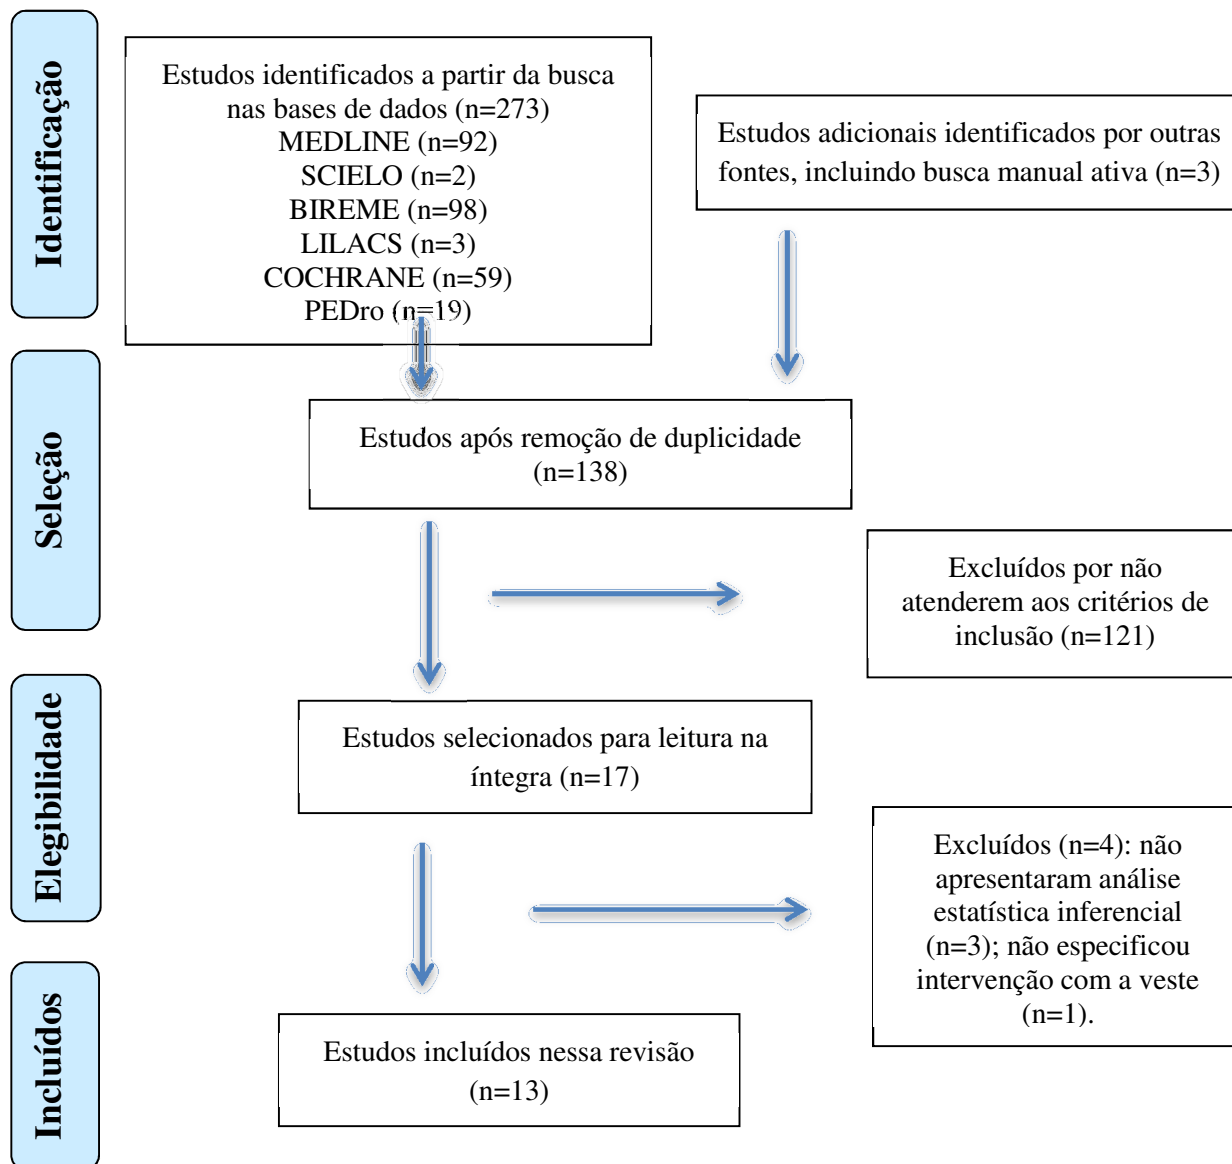 Identificação
Estudos identificados a partir da busca
nas bases de dados (n=273)
MEDLINE (n=92)
SCIELO (n=2)
BIREME (n=98)
LILACS (n=3)
COCHRANE (n=59)
PEDro (n=19)
Estudos adicionais identificados por outras
fontes, incluindo busca manual ativa (n=3)
Seleção
Estudos após remoção de duplicidade
(n=138)
Excluídos por não
atenderem aos critérios de
inclusão (n=121)
Elegibilidade
Estudos selecionados para leitura na
íntegra (n=17)
Excluídos (n=4): não
apresentaram análise
estatística inferencial
(n=3); não especificou
intervenção com a veste
(n=1).
Incluídos
Estudos incluídos nessa revisão
(n=13)